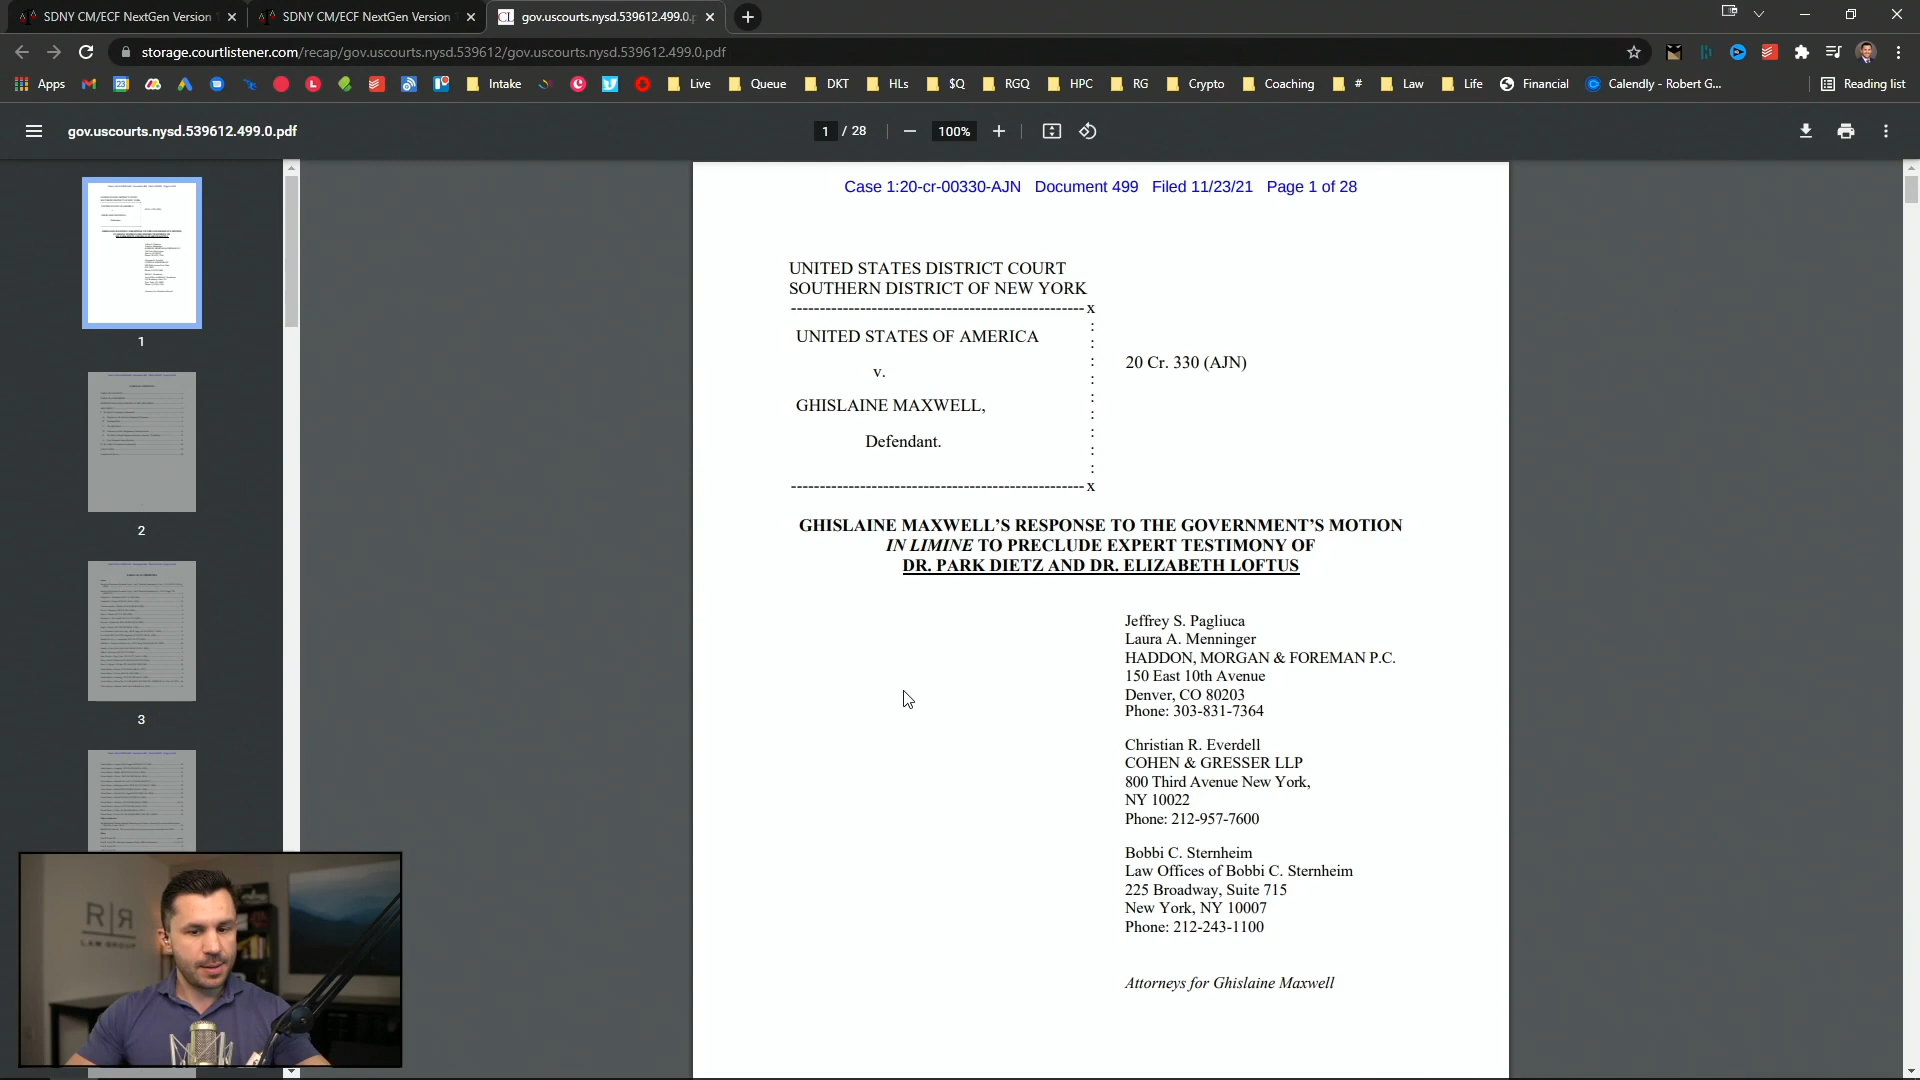 SDNY CM/ECF NextGen Version
SDNY CM/ECF NextGen Version
CL gov.uscourts.nysd.539612.499.0.p
storage.courtlistener.com/recap/gov.uscourts.nysd.539612/gov.uscourts.nysd.539612.499.0.pdf
Apps Intake Live Queue DKT HLs $Q RGQ HPC RG Crypto Coaching # Law Life Financial Calendly - Robert G... Reading list
gov.uscourts.nysd.539612.499.0.pdf 1 / 28 100%
1
2
3
Case 1:20-cr-00330-AJN Document 499 Filed 11/23/21 Page 1 of 28
UNITED STATES DISTRICT COURT
SOUTHERN DISTRICT OF NEW YORK
--------------------------------------------------- x
UNITED STATES OF AMERICA
v.
20 Cr. 330 (AJN)
GHISLAINE MAXWELL,
Defendant.
--------------------------------------------------- x
GHISLAINE MAXWELL’S RESPONSE TO THE GOVERNMENT’S MOTION
IN LIMINE TO PRECLUDE EXPERT TESTIMONY OF
DR. PARK DIETZ AND DR. ELIZABETH LOFTUS
Jeffrey S. Pagliuca
Laura A. Menninger
HADDON, MORGAN & FOREMAN P.C.
150 East 10th Avenue
Denver, CO 80203
Phone: 303-831-7364
Christian R. Everdell
COHEN & GRESSER LLP
800 Third Avenue New York,
NY 10022
Phone: 212-957-7600
Bobbi C. Sternheim
Law Offices of Bobbi C. Sternheim
225 Broadway, Suite 715
New York, NY 10007
Phone: 212-243-1100
Attorneys for Ghislaine Maxwell
R|R
LAW GROUP